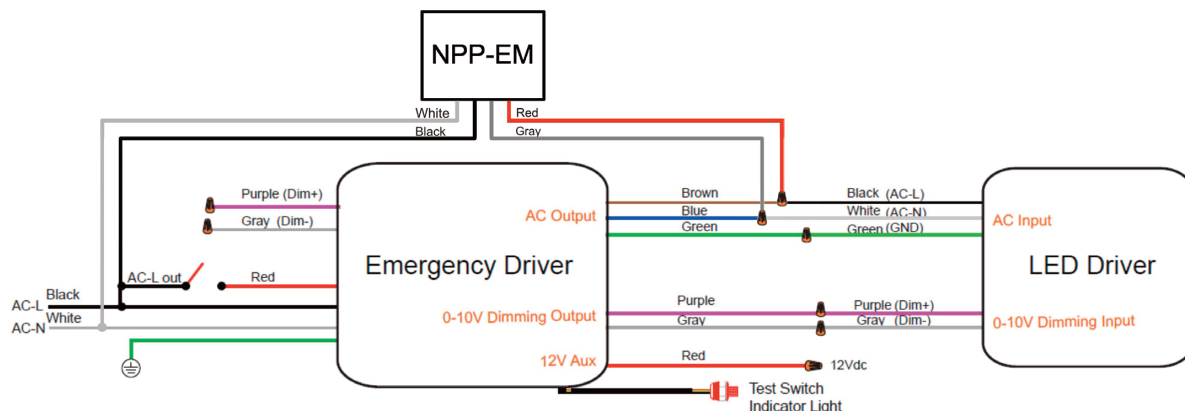 NPP-EM
White
Red
Black
Gray
Purple (Dim+)
Gray (Dim-)
AC-L out
Red
Black
AC-L
White
AC-N
Emergency Driver
AC Output
0-10V Dimming Output
12V Aux
Brown
Black (AC-L)
Blue
White (AC-N)
Green
Green (GND)
Purple
Purple (Dim+)
Gray
Gray (Dim-)
Red
12Vdc
Test Switch
Indicator Light
AC Input
LED Driver
0-10V Dimming Input